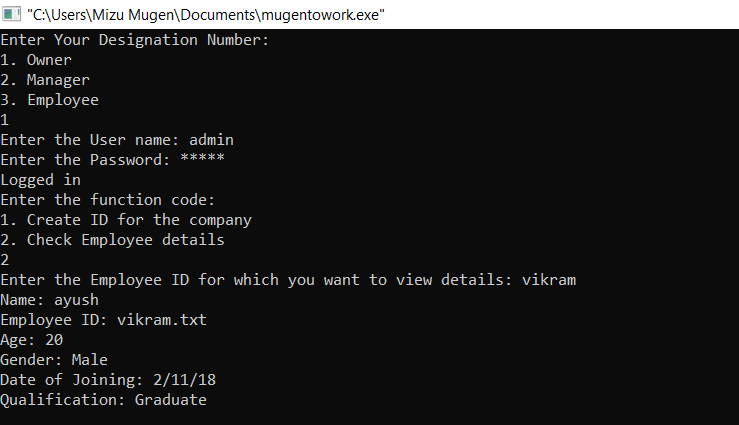 "C:\Users\Mizu Mugen\Documents\mugentowork.exe"
Enter Your Designation Number:
1. Owner
2. Manager
3. Employee
1
Enter the User name: admin
Enter the Password: *****
Logged in
Enter the function code:
1. Create ID for the company
2. Check Employee details
2
Enter the Employee ID for which you want to view details: vikram
Name: ayush
Employee ID: vikram.txt
Age: 20
Gender: Male
Date of Joining: 2/11/18
Qualification: Graduate